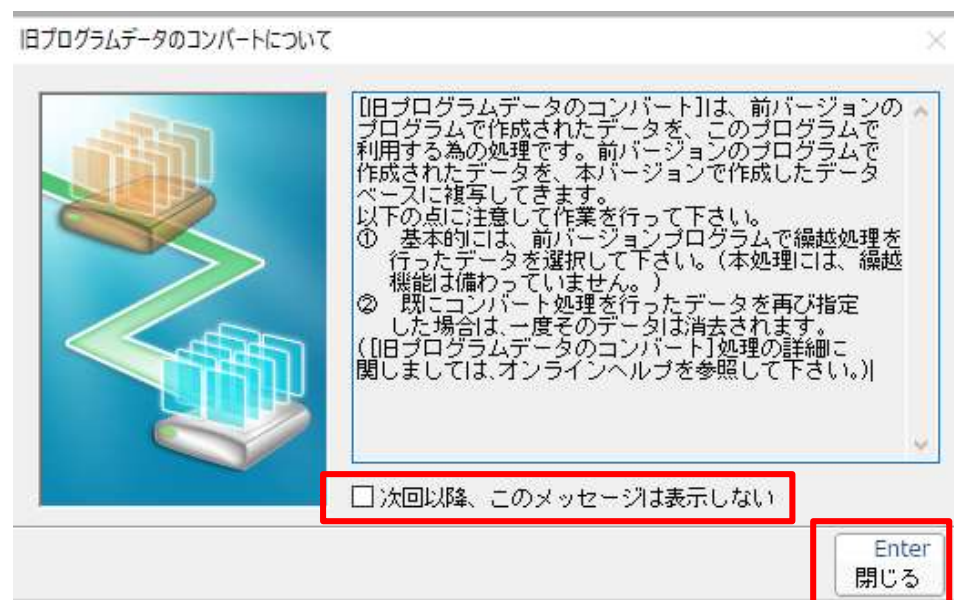 旧プログラムデータのコンバートについて
[旧プログラムデータのコンバート]は、前バージョンの
プログラムで作成されたデータを、このプログラムで
利用する為の処理です。前バージョンのプログラムで
作成されたデータを、本バージョンで作成したデータ
ベースに複写してきます。
以下の点に注意して作業を行って下さい。
① 基本的には、前バージョンプログラムで繰越処理を
行ったデータを選択して下さい。(本処理には、繰越
機能は備わっていません。)
② 既にコンバート処理を行ったデータを再び指定
した場合は、一度そのデータは消去されます。
([旧プログラムデータのコンバート]処理の詳細に
関しましては、オンラインヘルプを参照して下さい。)
次回以降、このメッセージは表示しない
Enter
閉じる